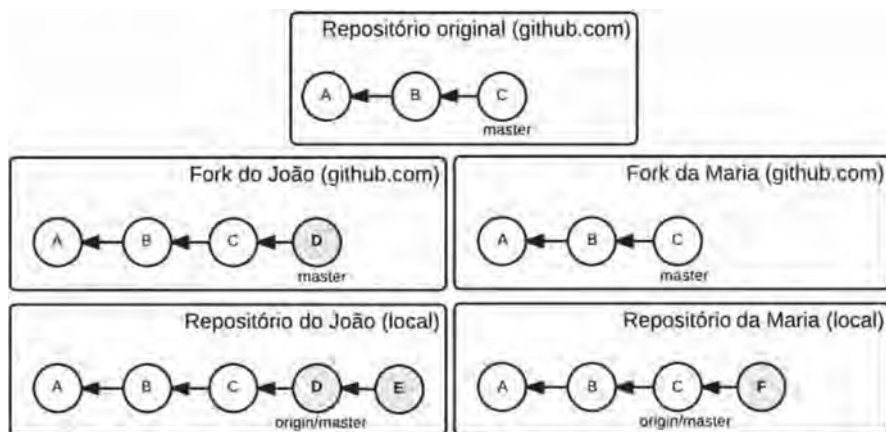 Repositório original (github.com)
A B C
master
Fork do João (github.com)
A B C D
master
Fork da Maria (github.com)
A B C
master
Repositório do João (local)
A B C D E
origin/master
Repositório da Maria (local)
A B C F
origin/master